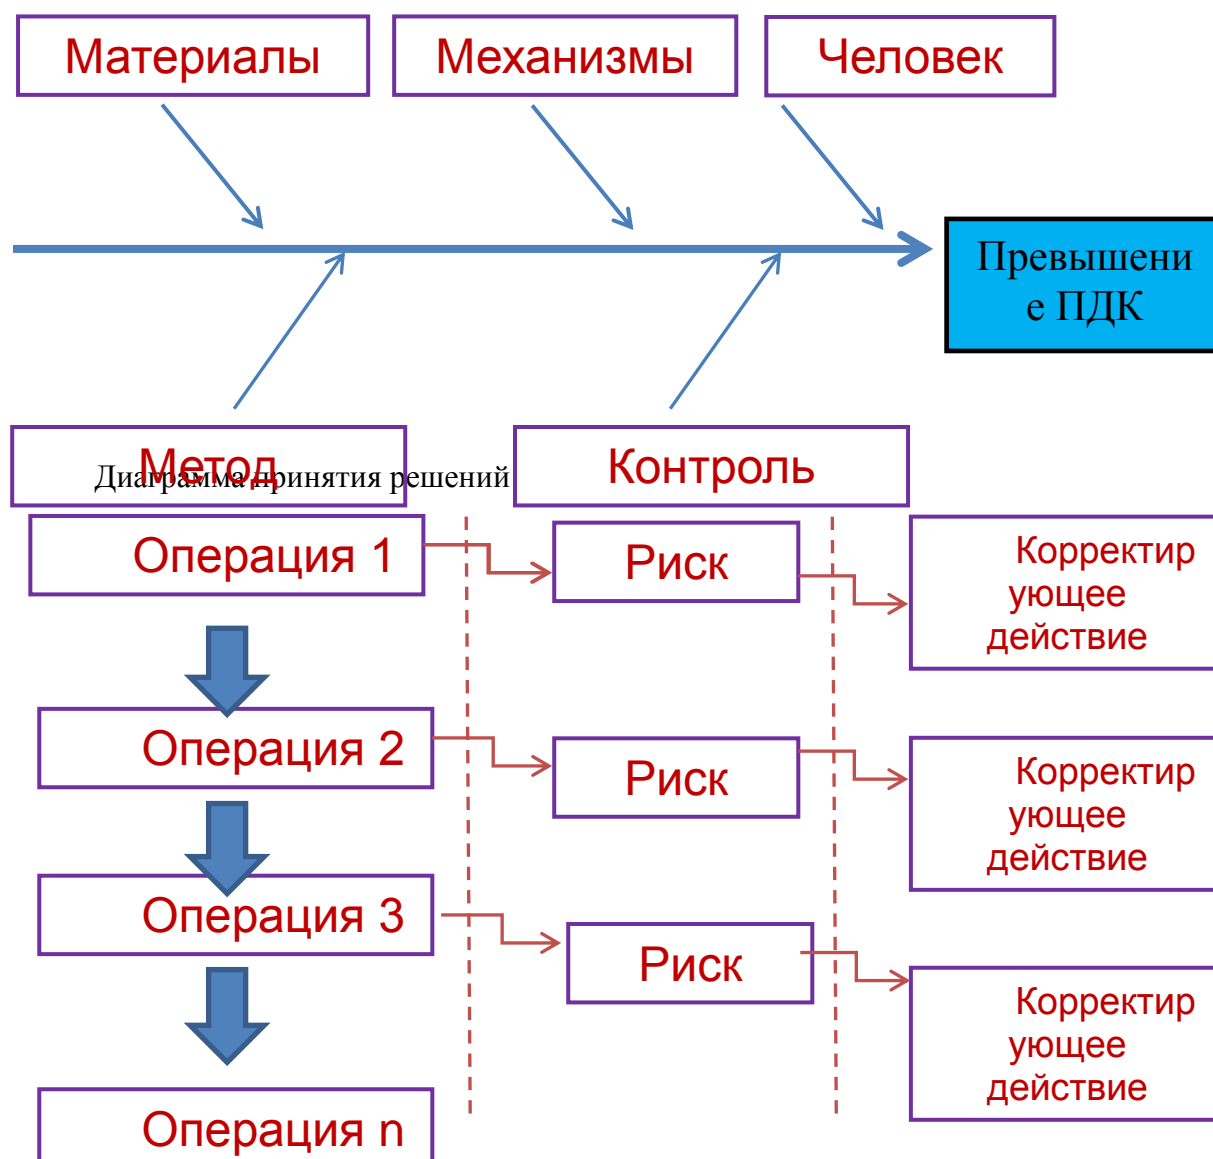 Материалы
Механизмы
Человек
Превышени
е ПДК
Метод
Контроль
Диаграмма принятия решений
Операция 1
Риск
Корректир
ующее
действие
Операция 2
Риск
Корректир
ующее
действие
Операция 3
Риск
Корректир
ующее
действие
Операция n